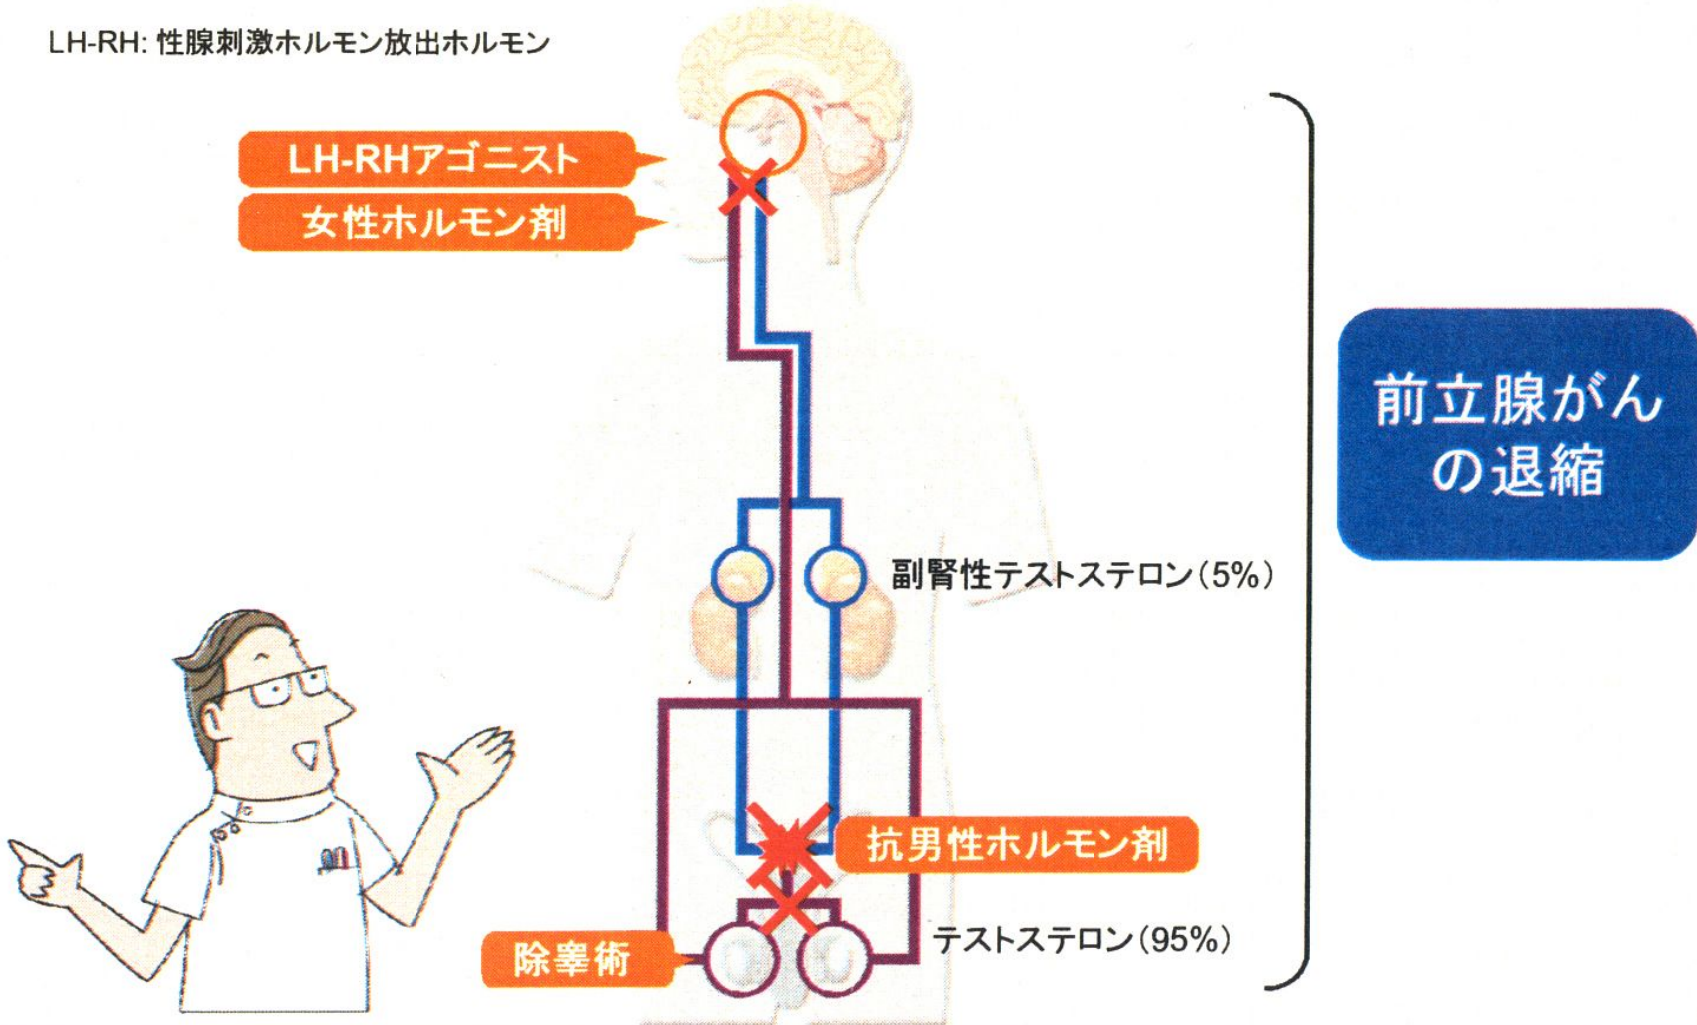 LH-RH: 性腺刺激ホルモン放出ホルモン
LH-RHアゴニスト
女性ホルモン剤
前立腺がん
の退縮
副腎性テストステロン(5%)
抗男性ホルモン剤
テストステロン(95%)
除睾術